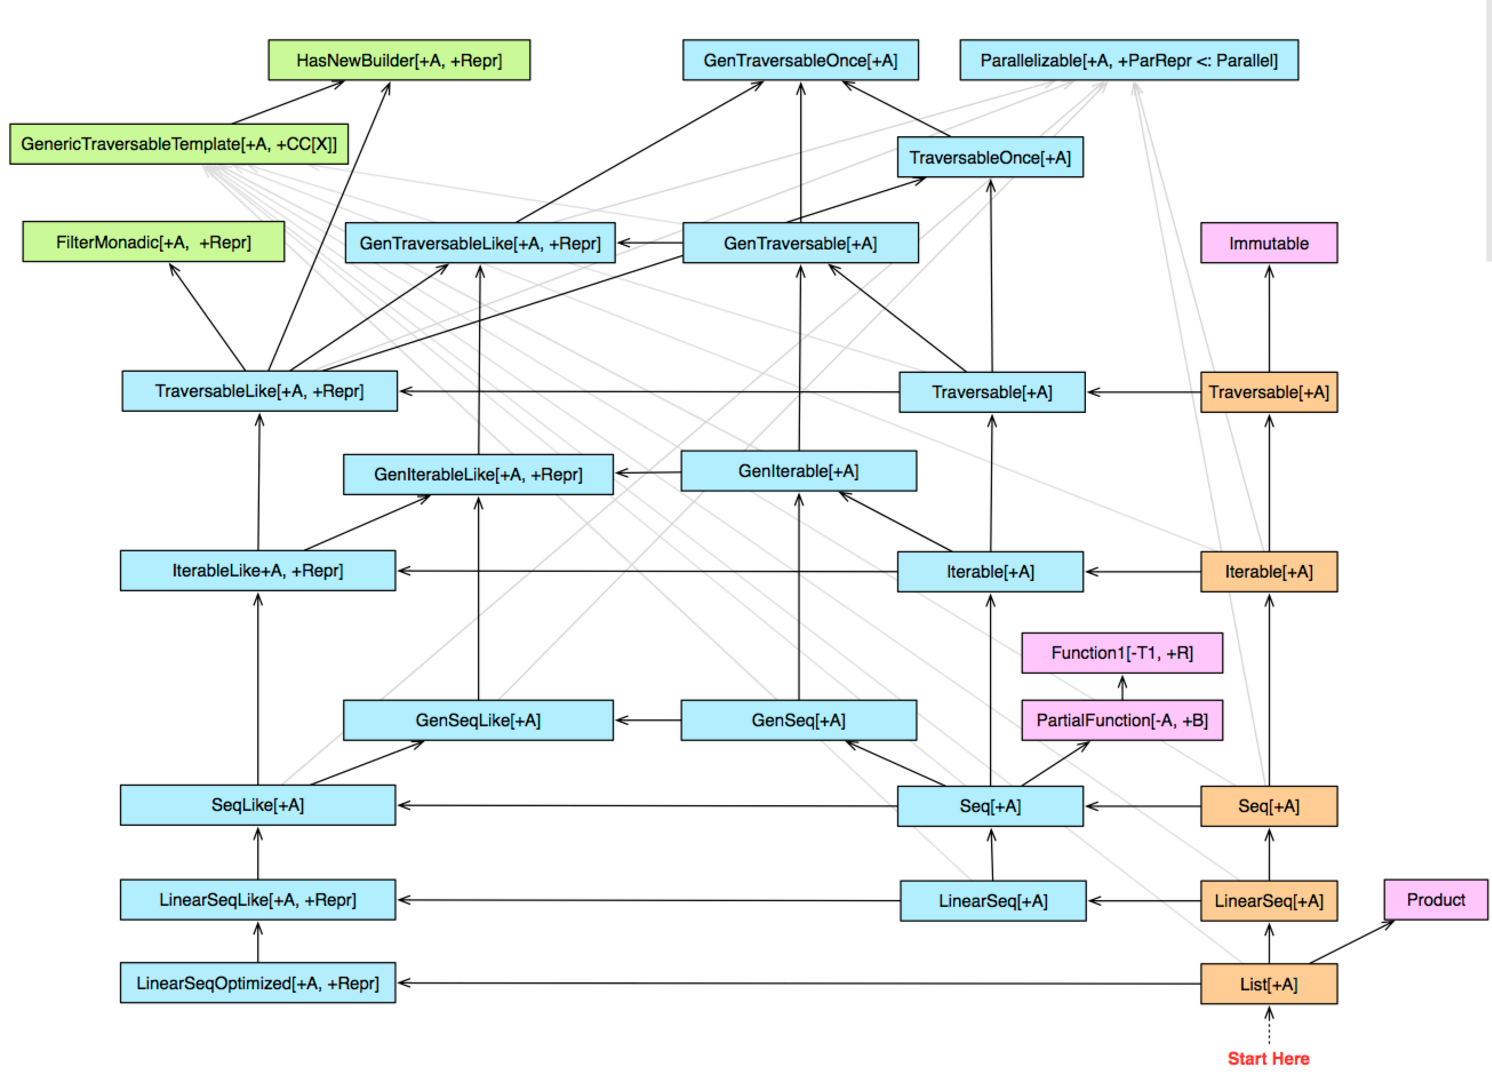 HasNewBuilder[+A, +Repr]
GenTraversableOnce[+A]
Parallelizable[+A, +ParRepr <: Parallel]
GenericTraversableTemplate[+A, +CC[X]]
TraversableOnce[+A]
FilterMonadic[+A, +Repr]
GenTraversableLike[+A, +Repr]
GenTraversable[+A]
Immutable
TraversableLike[+A, +Repr]
Traversable[+A]
Traversable[+A]
GenIterableLike[+A, +Repr]
GenIterable[+A]
IterableLike+A, +Repr]
Iterable[+A]
Iterable[+A]
Function1[-T1, +R]
GenSeqLike[+A]
GenSeq[+A]
PartialFunction[-A, +B]
SeqLike[+A]
Seq[+A]
Seq[+A]
LinearSeqLike[+A, +Repr]
LinearSeq[+A]
LinearSeq[+A]
Product
LinearSeqOptimized[+A, +Repr]
List[+A]
Start Here